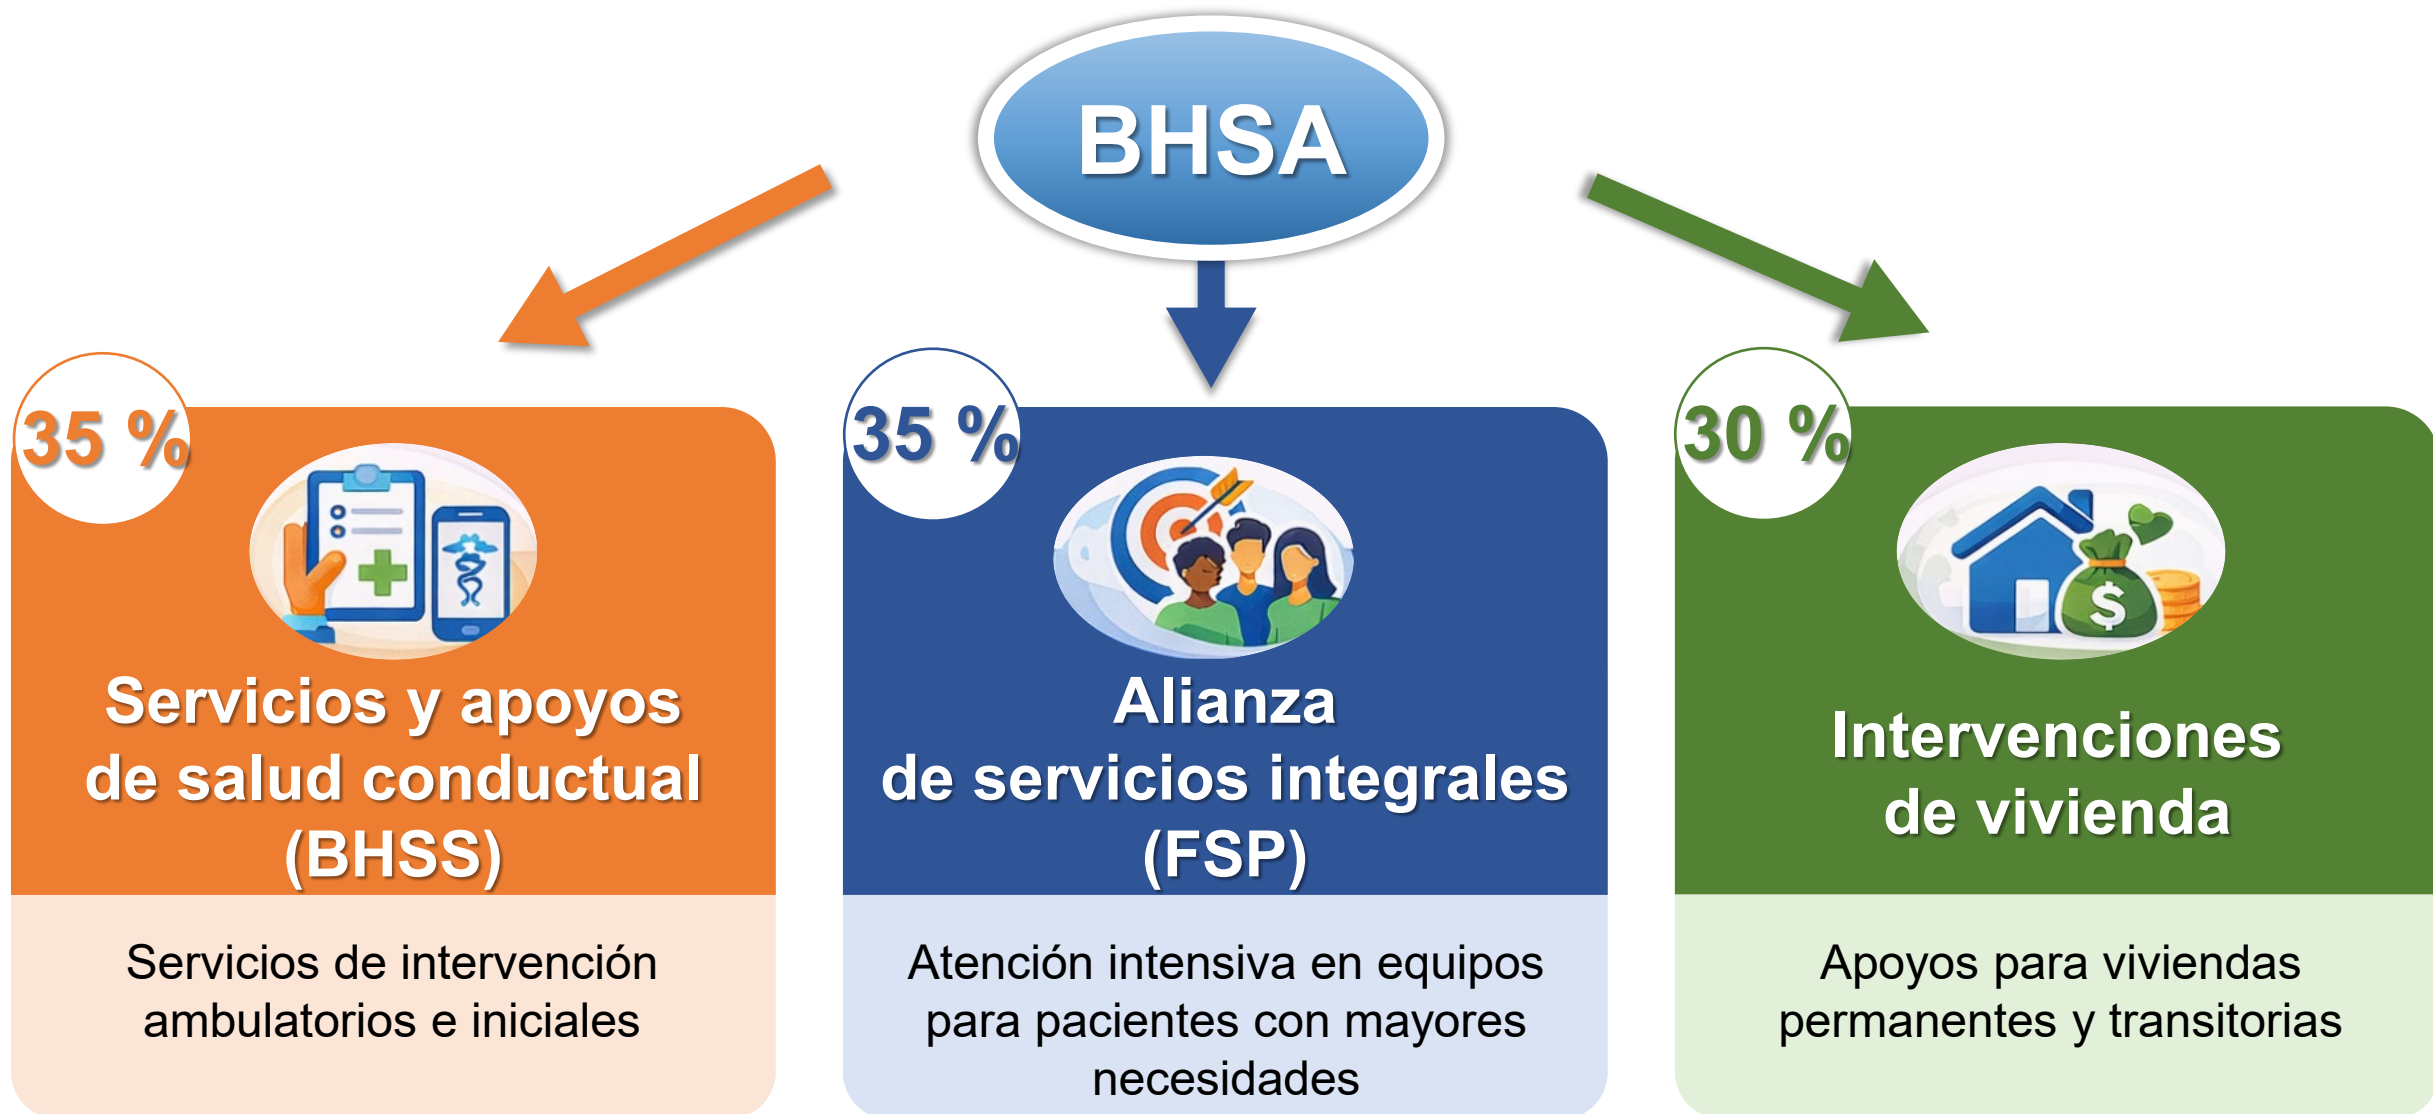 BHSA
35 %
Servicios y apoyos
de salud conductual
(BHSS)
Servicios de intervención
ambulatorios e iniciales
35 %
Alianza
de servicios integrales
(FSP)
Atención intensiva en equipos
para pacientes con mayores
necesidades
30 %
$
Intervenciones
de vivienda
Apoyos para viviendas
permanentes y transitorias